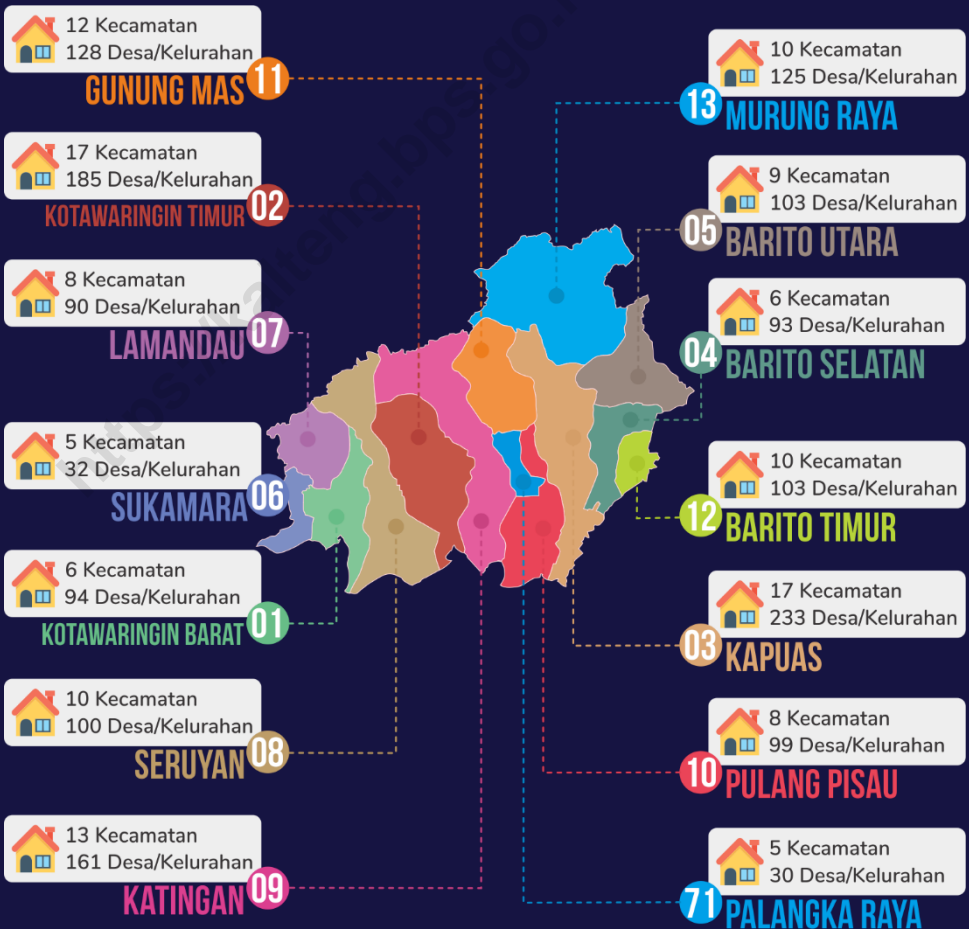 12 Kecamatan
128 Desa/Kelurahan
GUNUNG MAS 11
17 Kecamatan
185 Desa/Kelurahan
KOTAWARINGIN TIMUR 02
8 Kecamatan
90 Desa/Kelurahan
LAMANDAU 07
5 Kecamatan
32 Desa/Kelurahan
SUKAMARA 06
6 Kecamatan
94 Desa/Kelurahan
KOTAWARINGIN BARAT 01
10 Kecamatan
100 Desa/Kelurahan
SERUYAN 08
13 Kecamatan
161 Desa/Kelurahan
KATINGAN 09
10 Kecamatan
125 Desa/Kelurahan
13 MURUNG RAYA
9 Kecamatan
103 Desa/Kelurahan
05 BARITO UTARA
6 Kecamatan
93 Desa/Kelurahan
04 BARITO SELATAN
10 Kecamatan
103 Desa/Kelurahan
12 BARITO TIMUR
17 Kecamatan
233 Desa/Kelurahan
03 KAPUAS
8 Kecamatan
99 Desa/Kelurahan
10 PULANG PISAU
5 Kecamatan
30 Desa/Kelurahan
71 PALANGKA RAYA
https://kalteng.bps.go.